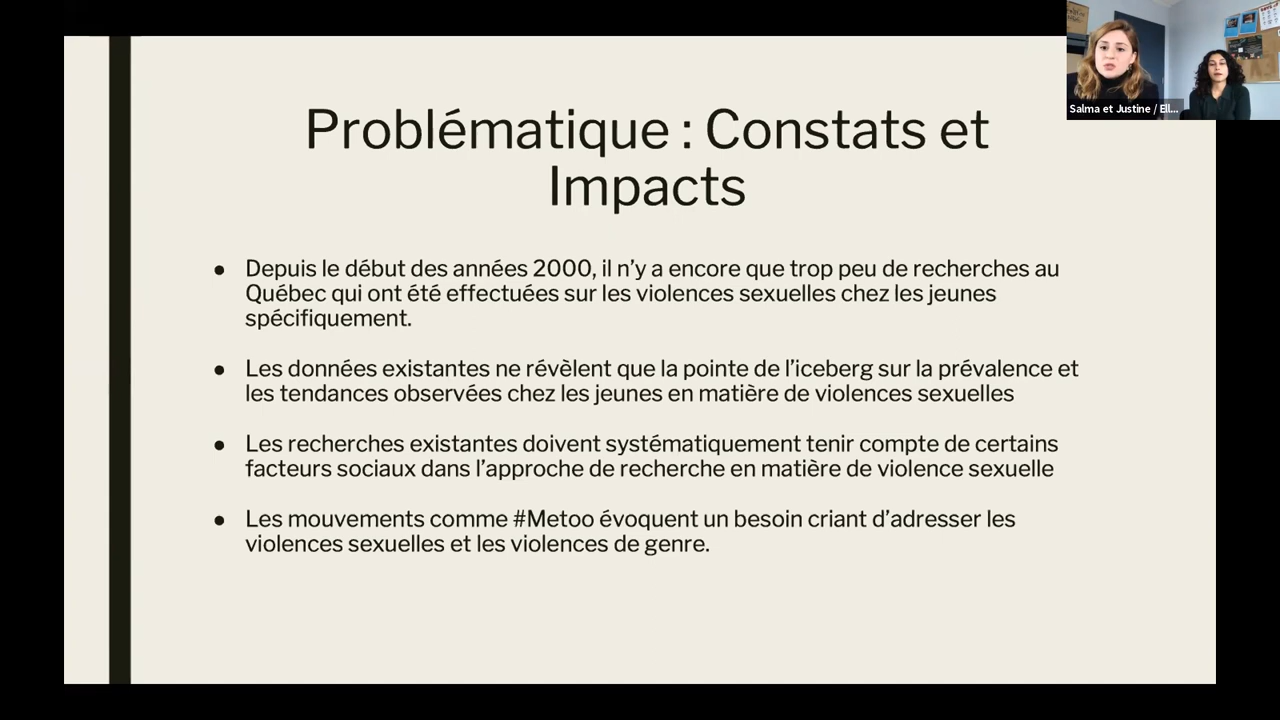 Problématique : Constats et
Impacts
● Depuis le début des années 2000, il n’y a encore que trop peu de recherches au
Québec qui ont été effectuées sur les violences sexuelles chez les jeunes
spécifiquement.
● Les données existantes ne révèlent que la pointe de l’iceberg sur la prévalence et
les tendances observées chez les jeunes en matière de violences sexuelles
● Les recherches existantes doivent systématiquement tenir compte de certains
facteurs sociaux dans l’approche de recherche en matière de violence sexuelle
● Les mouvements comme #Metoo évoquent un besoin criant d’adresser les
violences sexuelles et les violences de genre.
Salma et Justine / Ell...